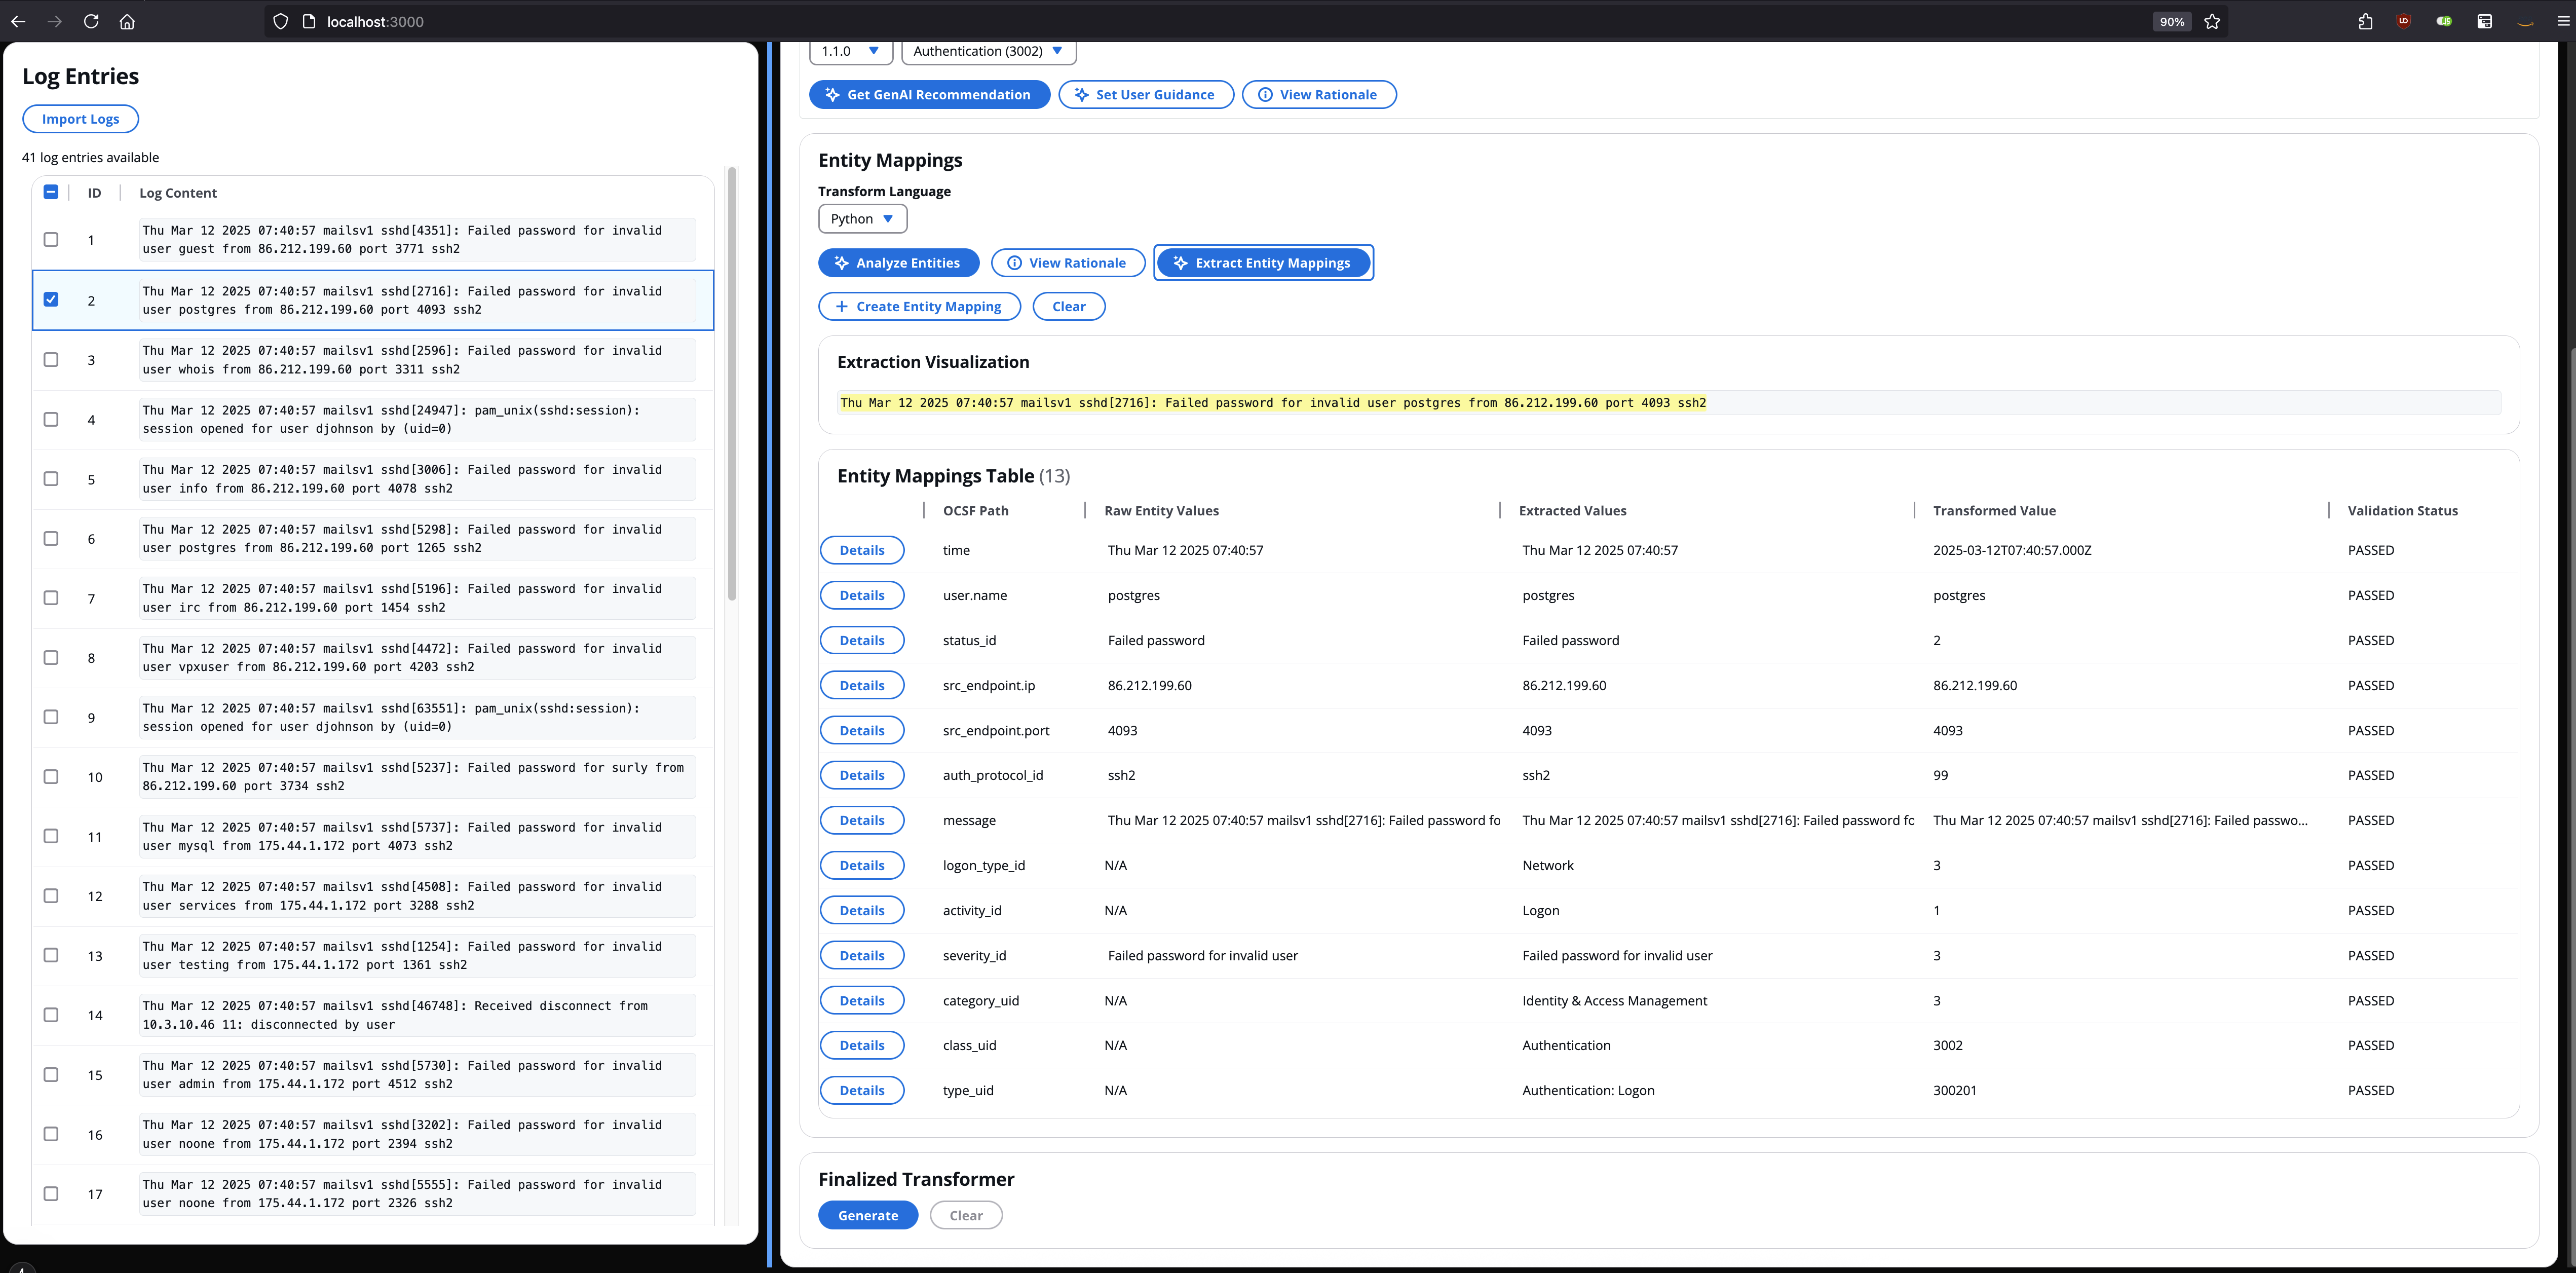 localhost:3000
90%
Log Entries
Import Logs
41 log entries available
ID
Log Content
1
Thu Mar 12 2025 07:40:57 mailsv1 sshd[4351]: Failed password for invalid
user guest from 86.212.199.60 port 3771 ssh2
2
Thu Mar 12 2025 07:40:57 mailsv1 sshd[2716]: Failed password for invalid
user postgres from 86.212.199.60 port 4093 ssh2
3
Thu Mar 12 2025 07:40:57 mailsv1 sshd[2596]: Failed password for invalid
user whois from 86.212.199.60 port 3311 ssh2
4
Thu Mar 12 2025 07:40:57 mailsv1 sshd[24947]: pam_unix(sshd:session):
session opened for user djohnson by (uid=0)
5
Thu Mar 12 2025 07:40:57 mailsv1 sshd[3006]: Failed password for invalid
user info from 86.212.199.60 port 4078 ssh2
6
Thu Mar 12 2025 07:40:57 mailsv1 sshd[5298]: Failed password for invalid
user postgres from 86.212.199.60 port 1265 ssh2
7
Thu Mar 12 2025 07:40:57 mailsv1 sshd[5196]: Failed password for invalid
user irc from 86.212.199.60 port 1454 ssh2
8
Thu Mar 12 2025 07:40:57 mailsv1 sshd[4472]: Failed password for invalid
user vpxuser from 86.212.199.60 port 4203 ssh2
9
Thu Mar 12 2025 07:40:57 mailsv1 sshd[63551]: pam_unix(sshd:session):
session opened for user djohnson by (uid=0)
10
Thu Mar 12 2025 07:40:57 mailsv1 sshd[5237]: Failed password for surly from
86.212.199.60 port 3734 ssh2
11
Thu Mar 12 2025 07:40:57 mailsv1 sshd[5737]: Failed password for invalid
user mysql from 175.44.1.172 port 4073 ssh2
12
Thu Mar 12 2025 07:40:57 mailsv1 sshd[4508]: Failed password for invalid
user services from 175.44.1.172 port 3288 ssh2
13
Thu Mar 12 2025 07:40:57 mailsv1 sshd[1254]: Failed password for invalid
user testing from 175.44.1.172 port 1361 ssh2
14
Thu Mar 12 2025 07:40:57 mailsv1 sshd[46748]: Received disconnect from
10.3.10.46 11: disconnected by user
15
Thu Mar 12 2025 07:40:57 mailsv1 sshd[5730]: Failed password for invalid
user admin from 175.44.1.172 port 4512 ssh2
16
Thu Mar 12 2025 07:40:57 mailsv1 sshd[3202]: Failed password for invalid
user noone from 175.44.1.172 port 2394 ssh2
17
Thu Mar 12 2025 07:40:57 mailsv1 sshd[5555]: Failed password for invalid
user noone from 175.44.1.172 port 2326 ssh2
1.1.0
Authentication (3002)
Get GenAI Recommendation
Set User Guidance
View Rationale
Entity Mappings
Transform Language
Python
Analyze Entities
View Rationale
Extract Entity Mappings
Create Entity Mapping
Clear
Extraction Visualization
Thu Mar 12 2025 07:40:57 mailsv1 sshd[2716]: Failed password for invalid user postgres from 86.212.199.60 port 4093 ssh2
Entity Mappings Table (13)
OCSF Path Raw Entity Values Extracted Values Transformed Value Validation Status
Details time Thu Mar 12 2025 07:40:57 Thu Mar 12 2025 07:40:57 2025-03-12T07:40:57.000Z PASSED
Details user.name postgres postgres postgres PASSED
Details status_id Failed password Failed password 2 PASSED
Details src_endpoint.ip 86.212.199.60 86.212.199.60 86.212.199.60 PASSED
Details src_endpoint.port 4093 4093 4093 PASSED
Details auth_protocol_id ssh2 ssh2 99 PASSED
Details message Thu Mar 12 2025 07:40:57 mailsv1 sshd[2716]: Failed password fo Thu Mar 12 2025 07:40:57 mailsv1 sshd[2716]: Failed password fo Thu Mar 12 2025 07:40:57 mailsv1 sshd[2716]: Failed passwo... PASSED
Details logon_type_id N/A Network 3 PASSED
Details activity_id N/A Logon 1 PASSED
Details severity_id Failed password for invalid user Failed password for invalid user 3 PASSED
Details category_uid N/A Identity & Access Management 3 PASSED
Details class_uid N/A Authentication 3002 PASSED
Details type_uid N/A Authentication: Logon 300201 PASSED
Finalized Transformer
Generate
Clear